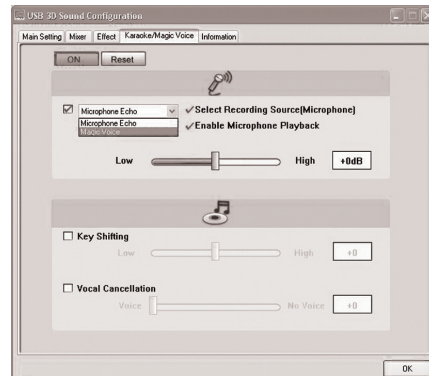 USB 3D Sound Configuration
Main Setting Mixer Effect Karaoke/Magic Voice Information
ON Reset
Microphone Echo ✓Select Recording Source(Microphone)
Microphone Echo ✓Enable Microphone Playback
Magic Voice
Low High +0dB
Key Shifting
Low High +0
Vocal Cancellation
Voice No Voice +0
OK